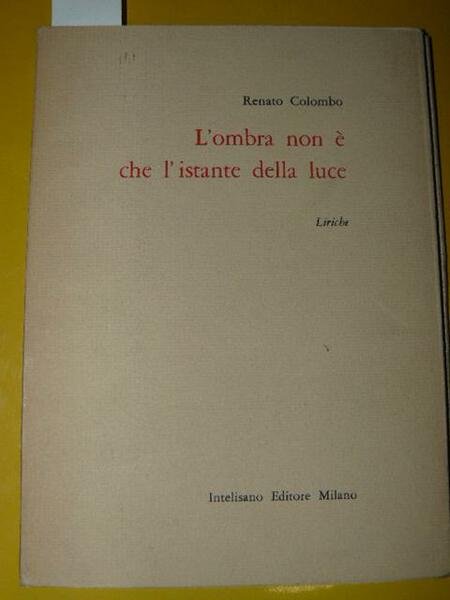 Renato Colombo
L'ombra non è
che l'istante della luce
Liriche
Intelisano Editore Milano